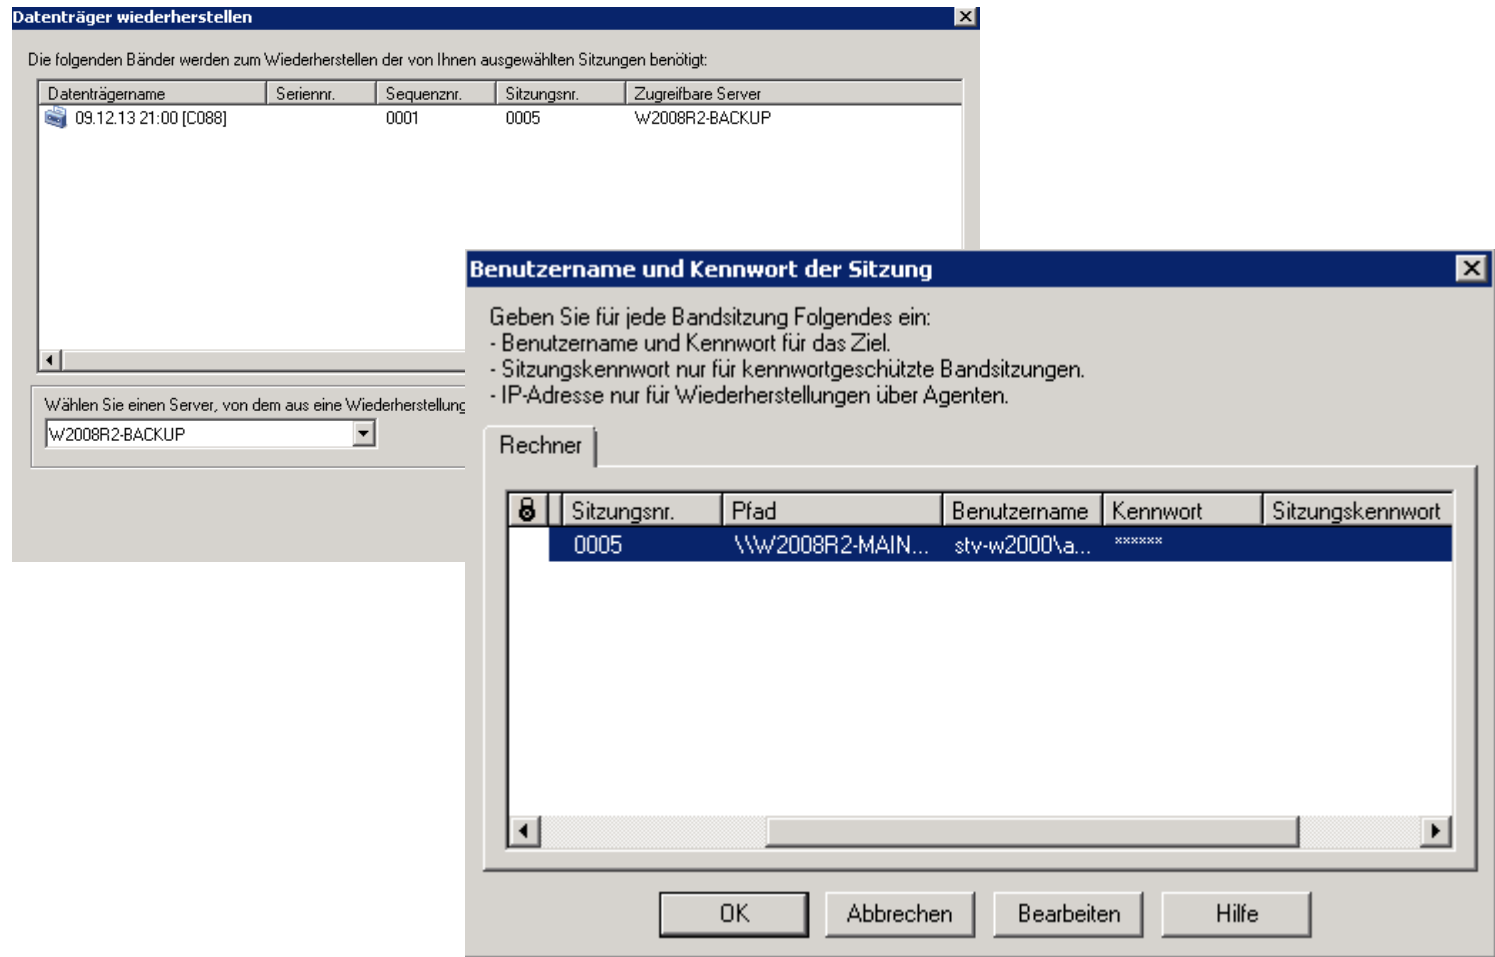 Datenträger wiederherstellen
Die folgenden Bänder werden zum Wiederherstellen der von Ihnen ausgewählten Sitzungen benötigt:
Datenträgername Seriennr. Sequenznr. Sitzungsnr. Zugreifbare Server
09.12.13 21:00 [C088] 0001 0005 W2008R2-BACKUP
Wählen Sie einen Server, von dem aus eine Wiederherstellung
W2008R2-BACKUP
Benutzername und Kennwort der Sitzung
Geben Sie für jede Bandsitzung Folgendes ein:
- Benutzername und Kennwort für das Ziel.
- Sitzungskennwort nur für kennwortgeschützte Bandsitzungen.
- IP-Adresse nur für Wiederherstellungen über Agenten.
Rechner
Sitzungsnr. Pfad Benutzername Kennwort Sitzungskennwort
0005 \\W2008R2-MAIN... stv-w2000\a... ******
OK Abbrechen Bearbeiten Hilfe